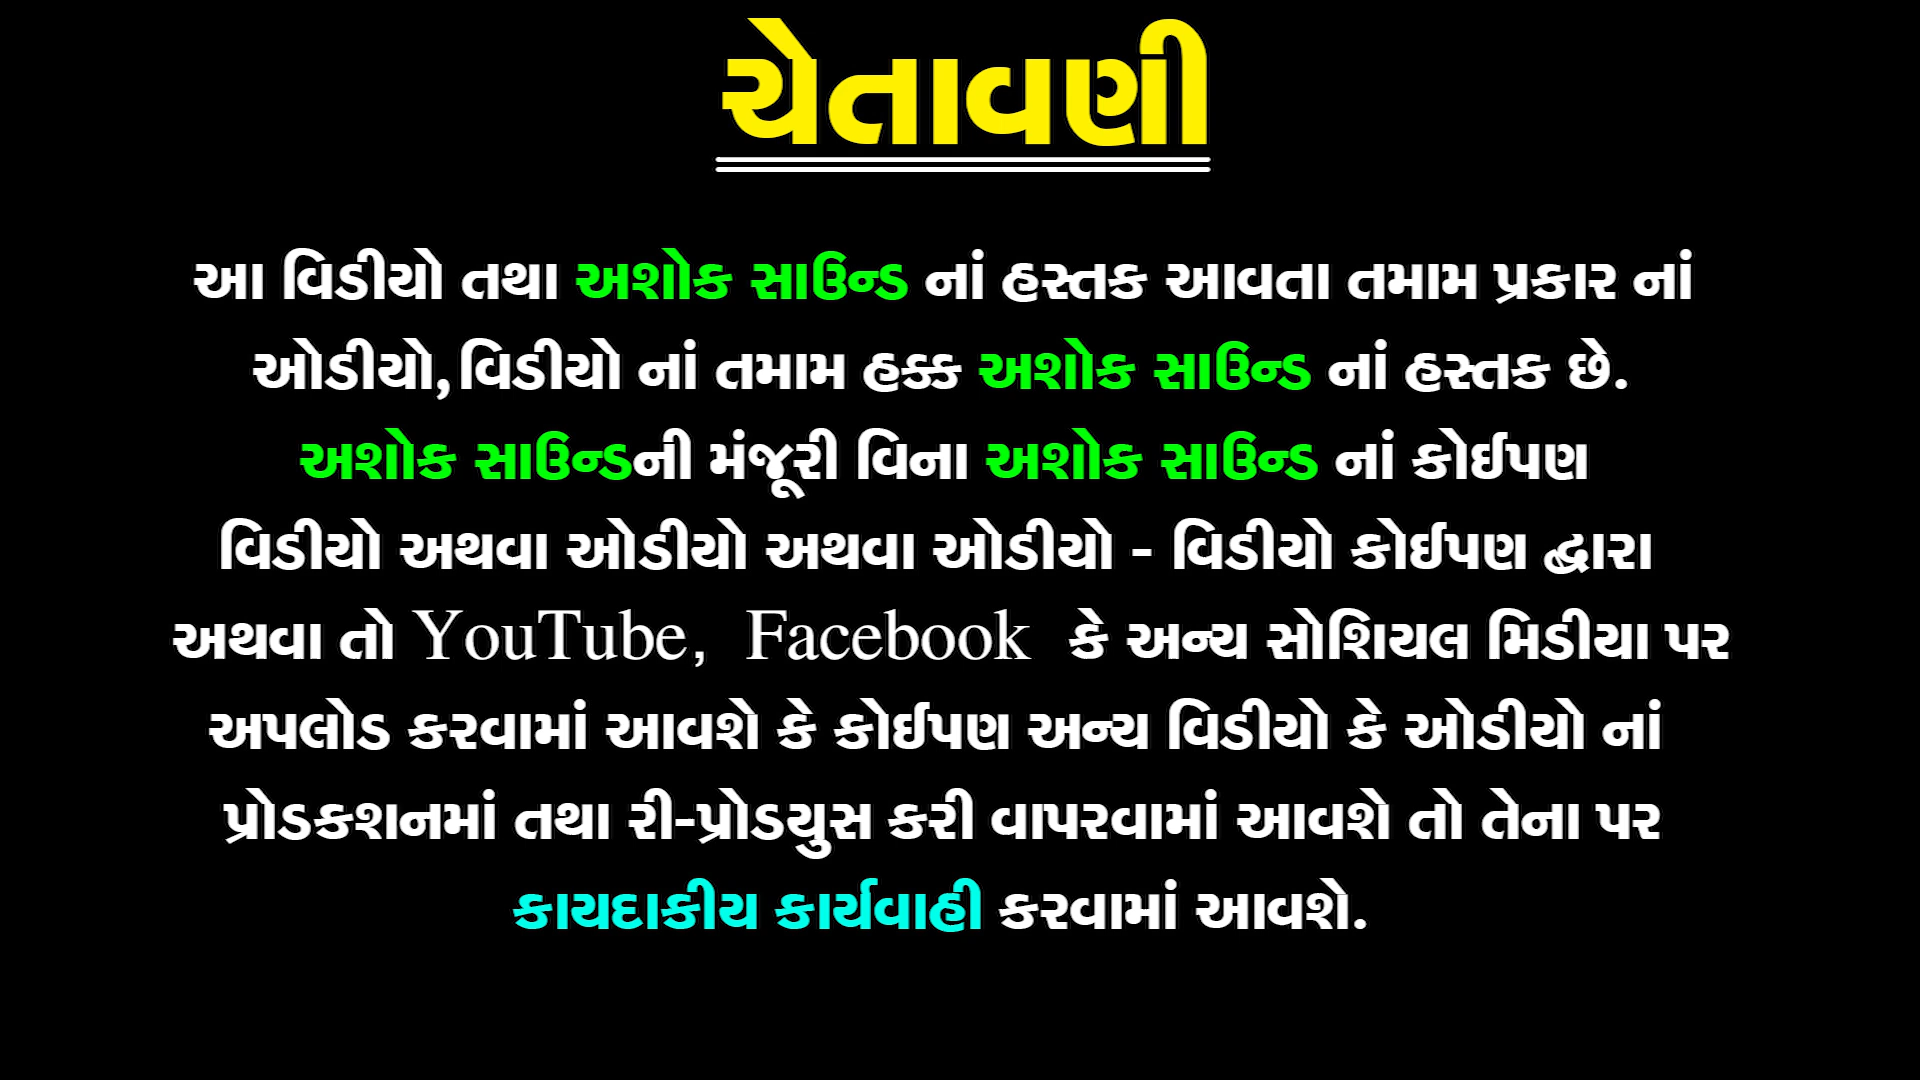 ચેતાવણી
આ વિડીયો તથા અશોક સાઉન્ડ નાં હસ્તક આવતા તમામ પ્રકાર નાં
ઓડીયો,વિડીયો નાં તમામ હક્ક અશોક સાઉન્ડ નાં હસ્તક છે.
અશોક સાઉન્ડની મંજૂરી વિના અશોક સાઉન્ડ નાં કોઈપણ
વિડીયો અથવા ઓડીયો અથવા ઓડીયો - વિડીયો કોઈપણ દ્વારા
અથવા તો YouTube, Facebook કે અન્ય સોશિયલ મિડીયા પર
અપલોડ કરવામાં આવશે કે કોઈપણ અન્ય વિડીયો કે ઓડીયો નાં
પ્રોડકશનમાં તથા રી-પ્રોડયુસ કરી વાપરવામાં આવશે તો તેના પર
કાયદાકીય કાર્યવાહી કરવામાં આવશે.